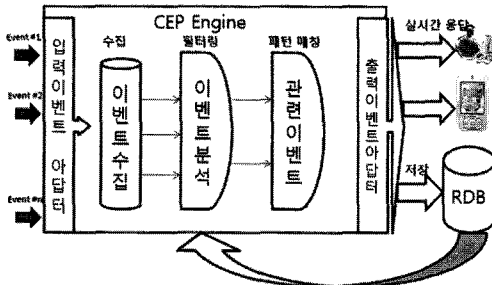 CEP Engine
Event #1
Event #2
Event #n
입력이벤트 아답터
수집
이벤트수집
필터링
이벤트분석
패턴 매칭
관련이벤트
출력이벤트아답터
실시간 응답
저장
RDB